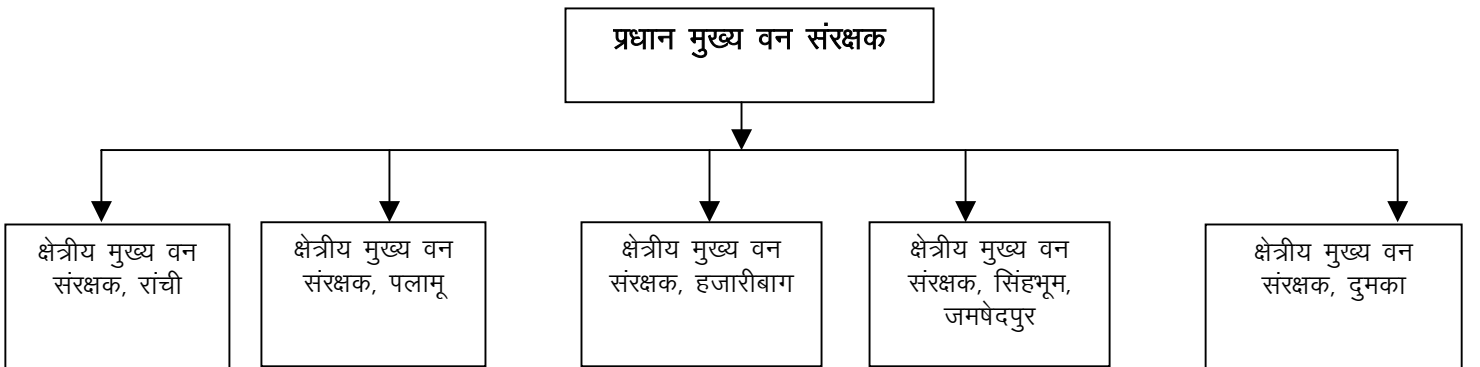 प्रधान मुख्य वन संरक्षक
क्षेत्रीय मुख्य वन
संरक्षक, रांची
क्षेत्रीय मुख्य वन
संरक्षक, पलामू
क्षेत्रीय मुख्य वन
संरक्षक, हजारीबाग
क्षेत्रीय मुख्य वन
संरक्षक, सिंहभूम,
जमषेदपुर
क्षेत्रीय मुख्य वन
संरक्षक, दुमका